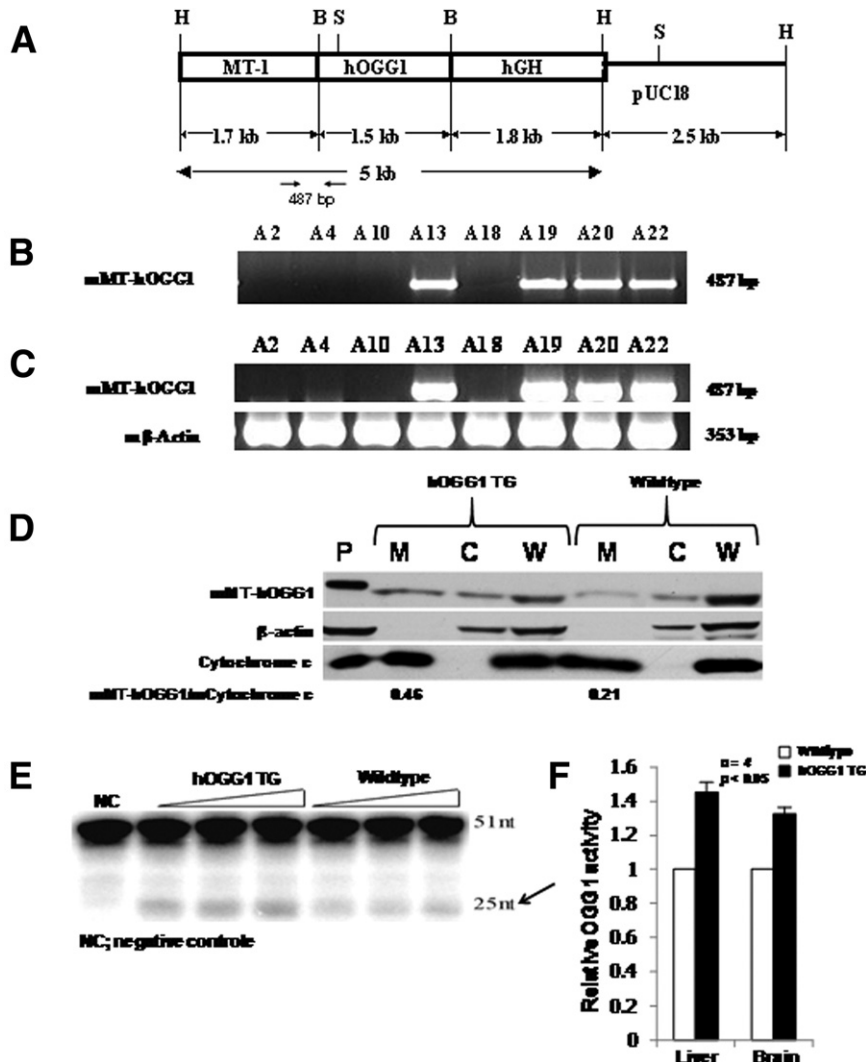 A
H B S B H S H
MT-1 hOGG1 hGH
pUC18
1.7 kb 1.5 kb 1.8 kb 2.5 kb
5 kb
487 bp
B
A2 A4 A10 A13 A18 A19 A20 A22
mMT-hOGG1 487 bp
C
A2 A4 A10 A13 A18 A19 A20 A22
mMT-hOGG1 487 bp
mβ-Actin 353 bp
D
hOGG1 TG Wildtype
P M C W M C W
mMT-hOGG1
β-actin
Cytochrome c
mMT-hOGG1/mCytochrome c 0.46 0.21
E
hOGG1 TG Wildtype
NC
51 nt
25 nt
NC; negative controle
F
n = 4
p < 0.05
Wildtype
hOGG1 TG
Relative OGG1 activity
1.6
1.4
1.2
1
0.8
0.6
0.4
0.2
0
Liver Brain